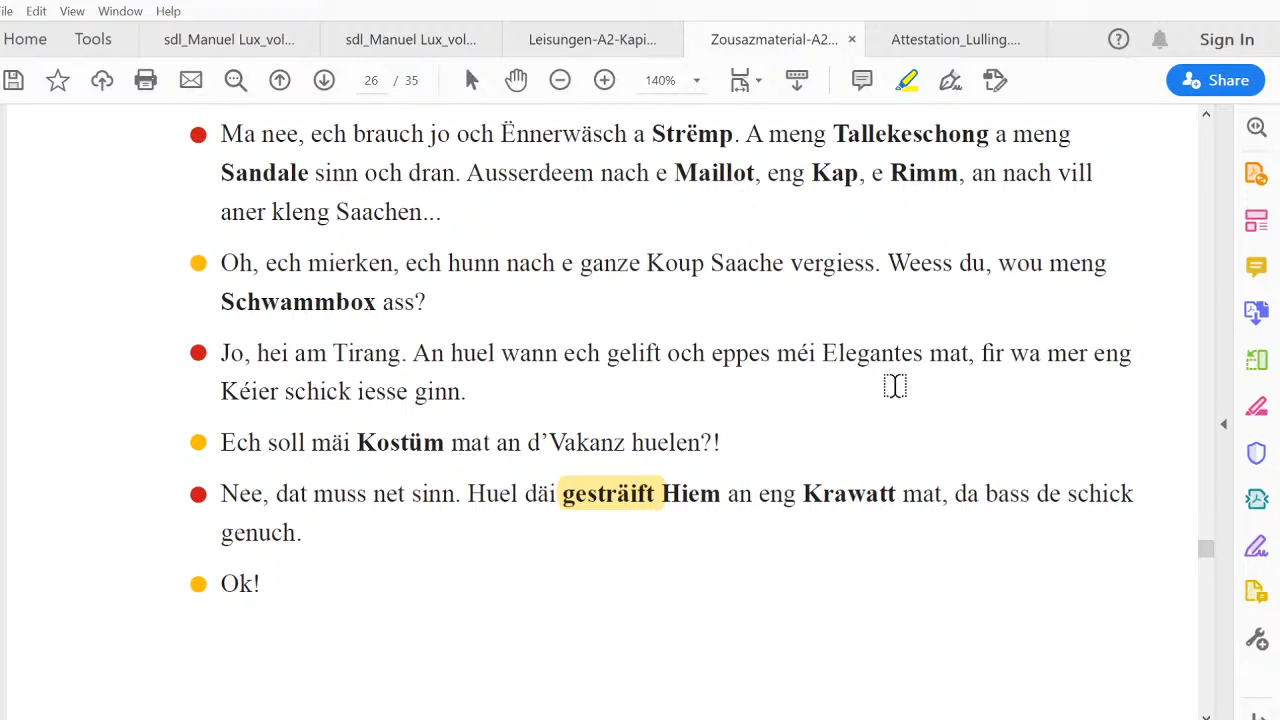 File Edit View Window Help
Home Tools sdl_Manuel Lux_vol... sdl_Manuel Lux_vol... Leisungen-A2-Kapi... Zousazmaterial-A2... × Attestation_Lulling.... Sign In
26 / 35 140% Share
Ma nee, ech brauch jo och Ënnerwäsch a Strëmp. A meng Tallekeschong a meng
Sandale sinn och dran. Ausserdeem nach e Maillot, eng Kap, e Rimm, an nach vill
aner kleng Saachen...
Oh, ech mierken, ech hunn nach e ganze Koup Saache vergiess. Weess du, wou meng
Schwammbox ass?
Jo, hei am Tirang. An huel wann ech gelift och eppes méi Elegantes mat, fir wa mer eng
Kéier schick iesse ginn.
Ech soll mäi Kostüm mat an d’Vakanz huelen?!
Nee, dat muss net sinn. Huel däi gesträift Hiem an eng Krawatt mat, da bass de schick
genuch.
Ok!